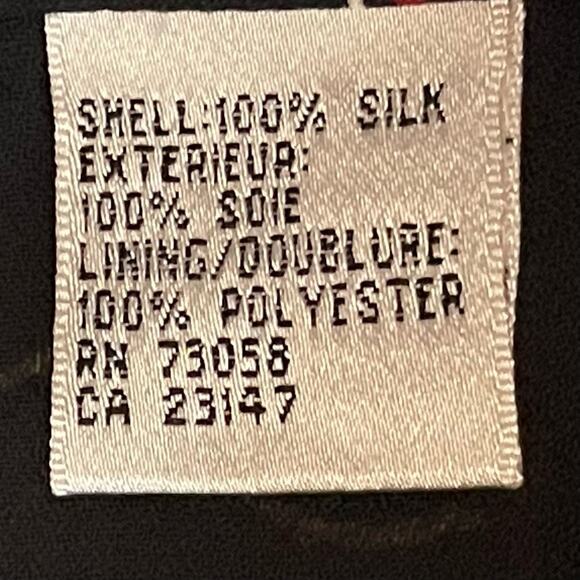 SHELL:100% SILK
EXTERIEUR:
100% SOIE
LINING/DOUBLURE:
100% POLYESTER
RN 73058
CA 23147